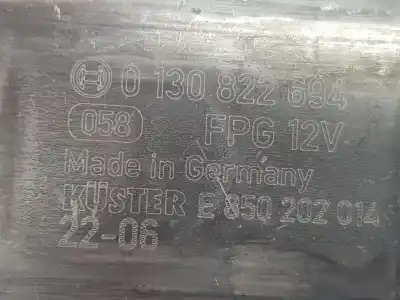 0 130 822 694
058 FPG 12V
Made in Germany
KÜSTER E 850 202 014
22-06